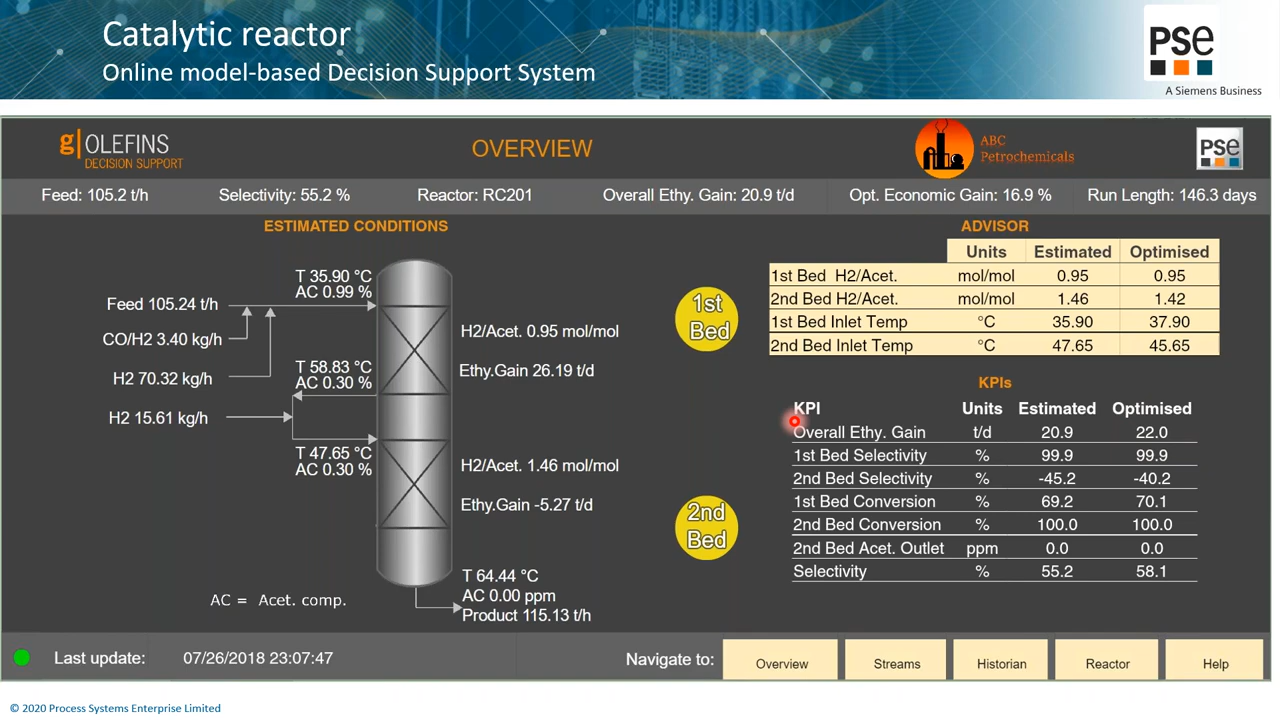 Catalytic reactor
Online model-based Decision Support System
PSE
A Siemens Business
g|OLEFINS
DECISION SUPPORT
OVERVIEW
ABC
Petrochemicals
PSE
Feed: 105.2 t/h Selectivity: 55.2 % Reactor: RC201 Overall Ethy. Gain: 20.9 t/d Opt. Economic Gain: 16.9 % Run Length: 146.3 days
ESTIMATED CONDITIONS
T 35.90 °C
AC 0.99 %
Feed 105.24 t/h
CO/H2 3.40 kg/h
H2 70.32 kg/h
T 58.83 °C
AC 0.30 %
H2 15.61 kg/h
T 47.65 °C
AC 0.30 %
H2/Acet. 0.95 mol/mol
Ethy.Gain 26.19 t/d
H2/Acet. 1.46 mol/mol
Ethy.Gain -5.27 t/d
T 64.44 °C
AC 0.00 ppm
Product 115.13 t/h
AC = Acet. comp.
1st
Bed
2nd
Bed
ADVISOR
Units Estimated Optimised
1st Bed H2/Acet. mol/mol 0.95 0.95
2nd Bed H2/Acet. mol/mol 1.46 1.42
1st Bed Inlet Temp °C 35.90 37.90
2nd Bed Inlet Temp °C 47.65 45.65
KPIs
KPI Units Estimated Optimised
Overall Ethy. Gain t/d 20.9 22.0
1st Bed Selectivity % 99.9 99.9
2nd Bed Selectivity % -45.2 -40.2
1st Bed Conversion % 69.2 70.1
2nd Bed Conversion % 100.0 100.0
2nd Bed Acet. Outlet ppm 0.0 0.0
Selectivity % 55.2 58.1
Last update: 07/26/2018 23:07:47 Navigate to: Overview Streams Historian Reactor Help
© 2020 Process Systems Enterprise Limited